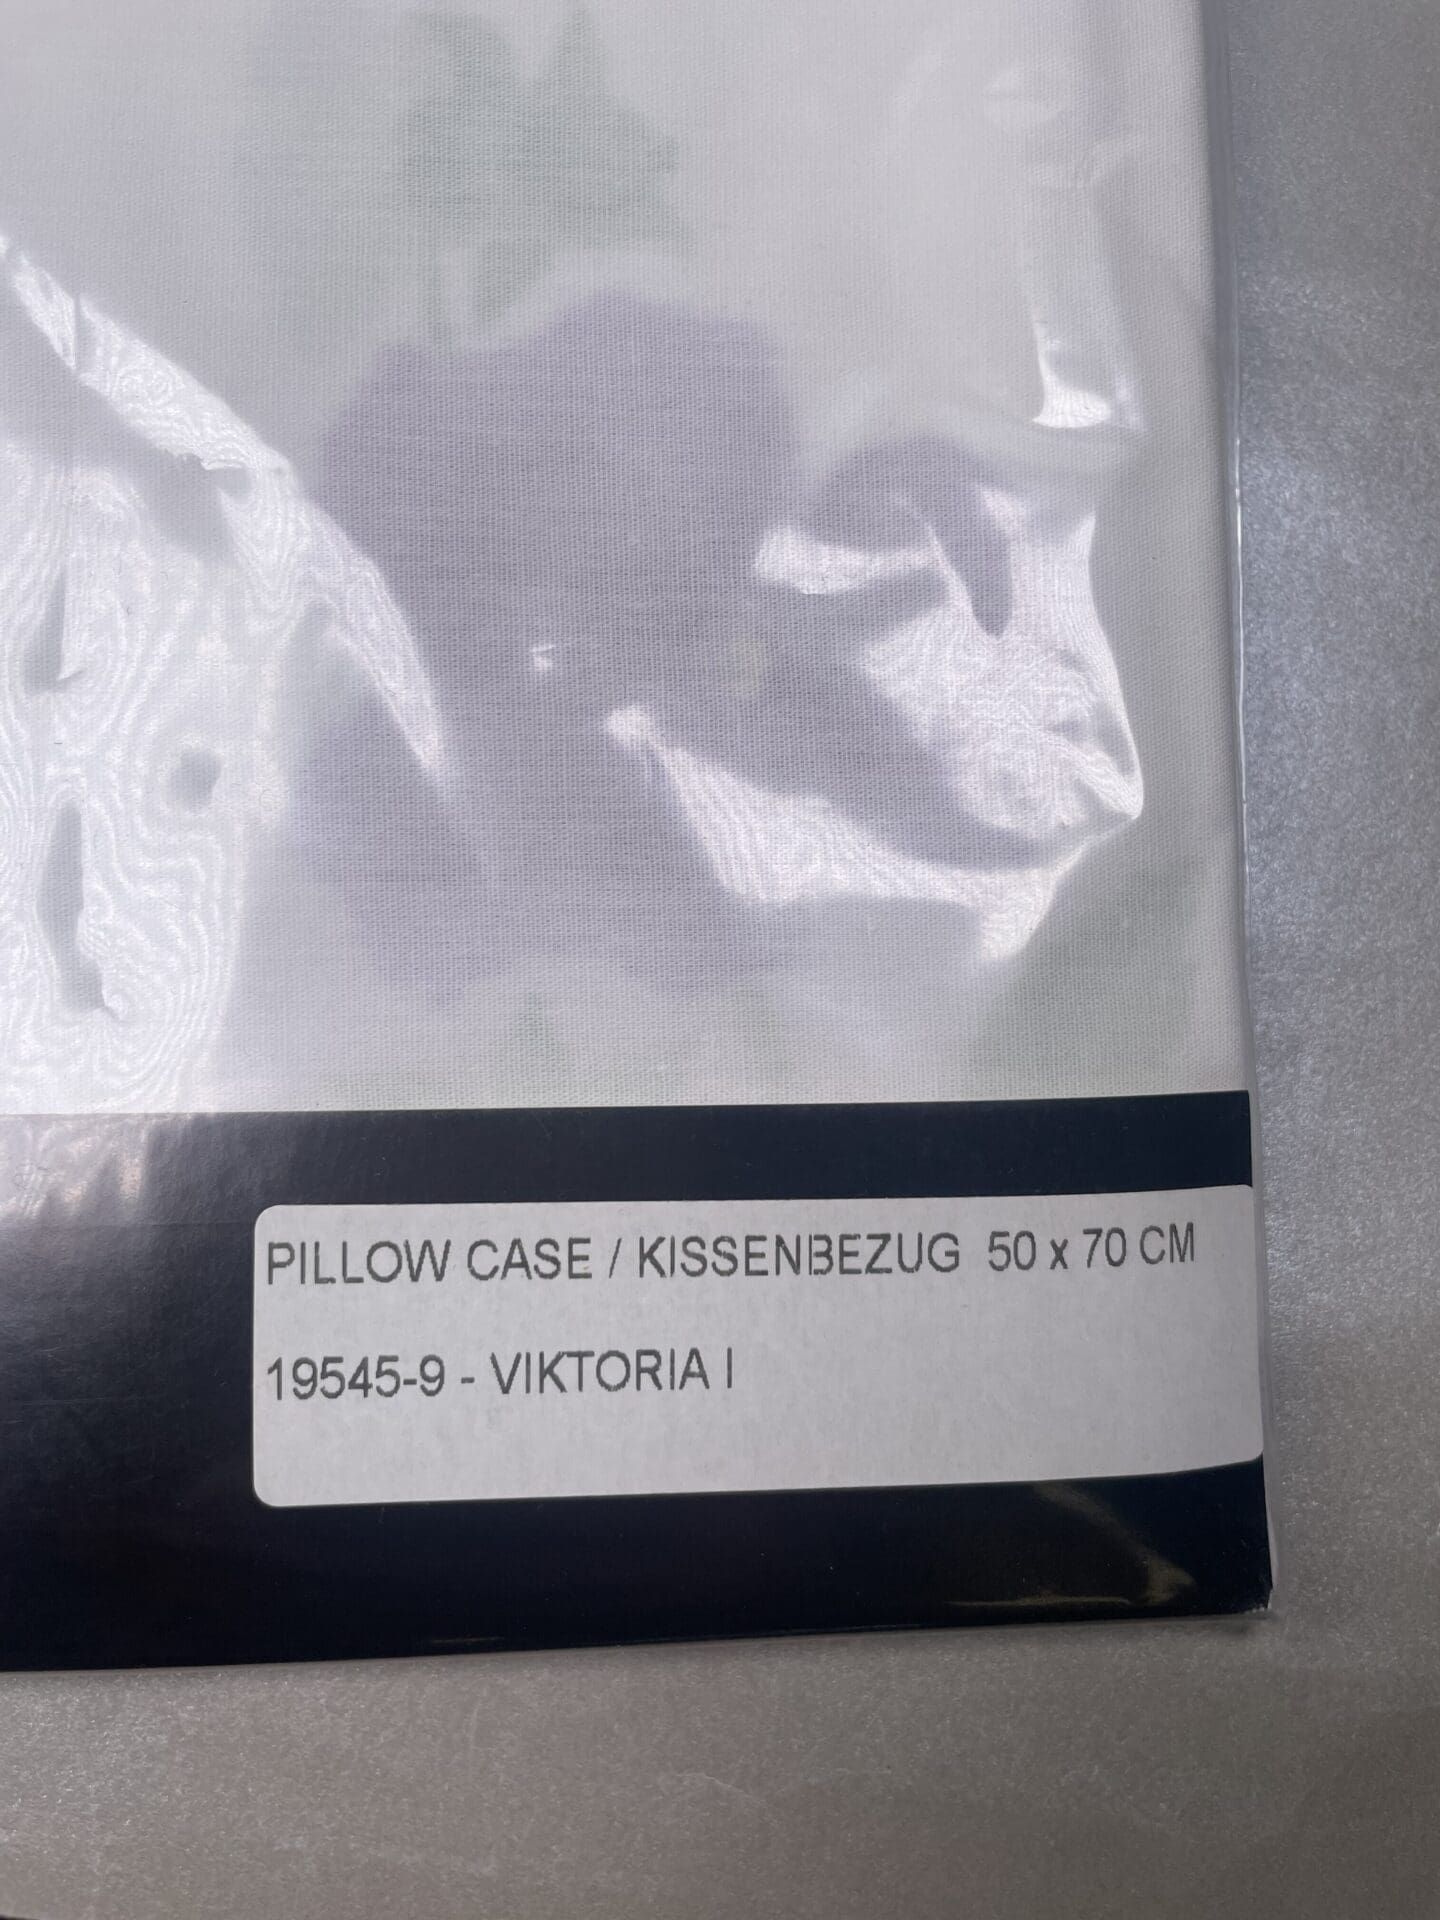 PILLOW CASE / KISSENBEZUG 50 x 70 CM
19545-9 - VIKTORIA I